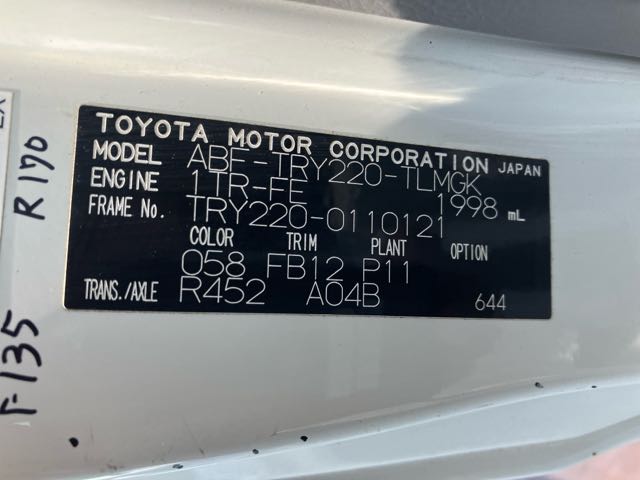 TOYOTA MOTOR CORPORATION JAPAN
MODEL ABF-TRY220-TLMGK
ENGINE 1TR-FE 1998 mL
FRAME No. TRY220-0110121
COLOR TRIM PLANT OPTION
058 FB12 P11
TRANS./AXLE R452 A04B 644
F-135 R170